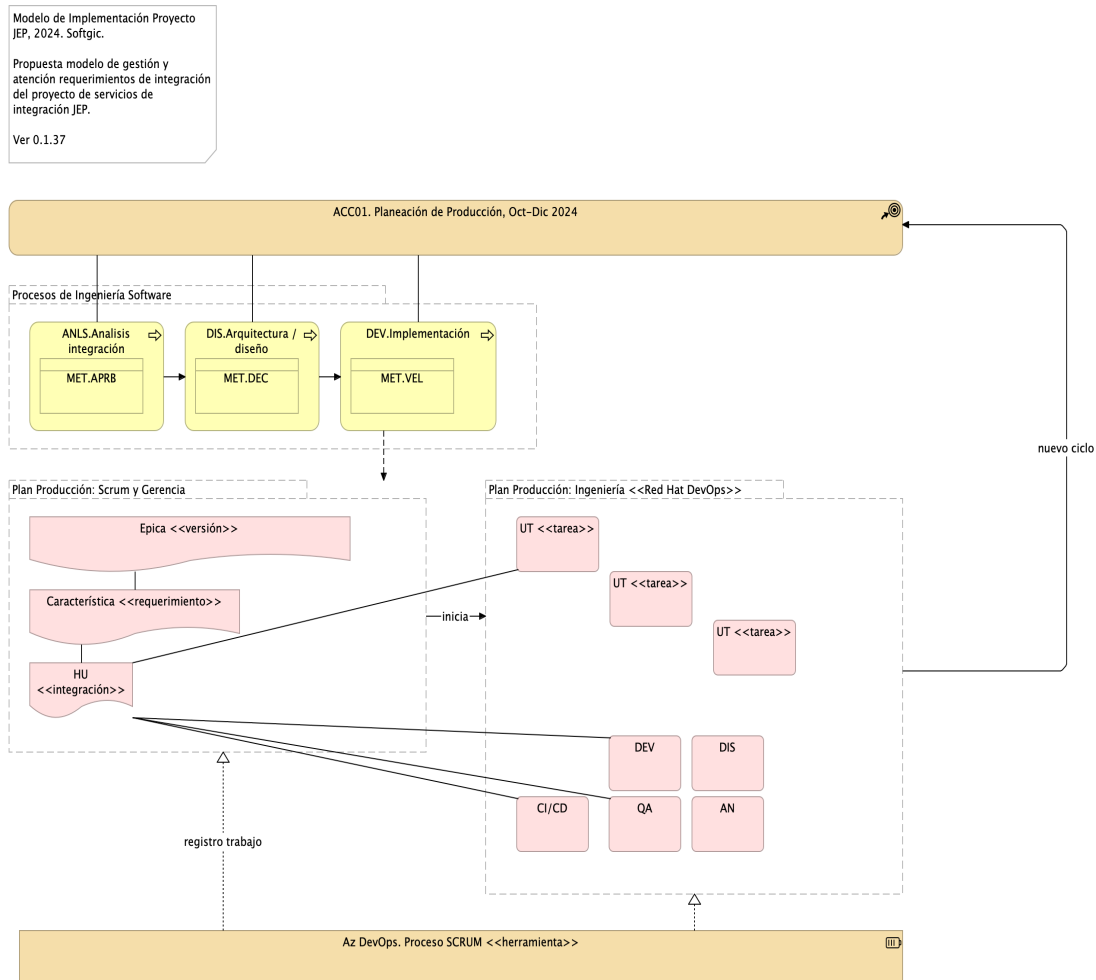 Modelo de Implementación Proyecto
JEP, 2024. Softgic.
Propuesta modelo de gestión y
atención requerimientos de integración
del proyecto de servicios de
integración JEP.
Ver 0.1.37
ACC01. Planeación de Producción, Oct-Dic 2024
Procesos de Ingeniería Software
ANLS.Analisis
integración
MET.APRB
DIS.Arquitectura /
diseño
MET.DEC
DEV.Implementación
MET.VEL
nuevo ciclo
Plan Producción: Scrum y Gerencia
Epica <<versión>>
Característica <<requerimiento>>
HU
<<integración>>
inicia
Plan Producción: Ingeniería <<Red Hat DevOps>>
UT <<tarea>>
UT <<tarea>>
UT <<tarea>>
DEV
DIS
CI/CD
QA
AN
registro trabajo
Az DevOps. Proceso SCRUM <<herramienta>>